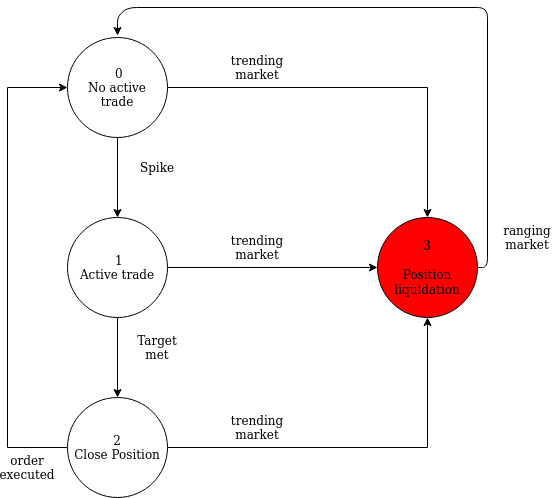 0
No active
trade
trending
market
Spike
1
Active trade
trending
market
3
Position
liquidation
ranging
market
Target
met
2
Close Position
trending
market
order
executed